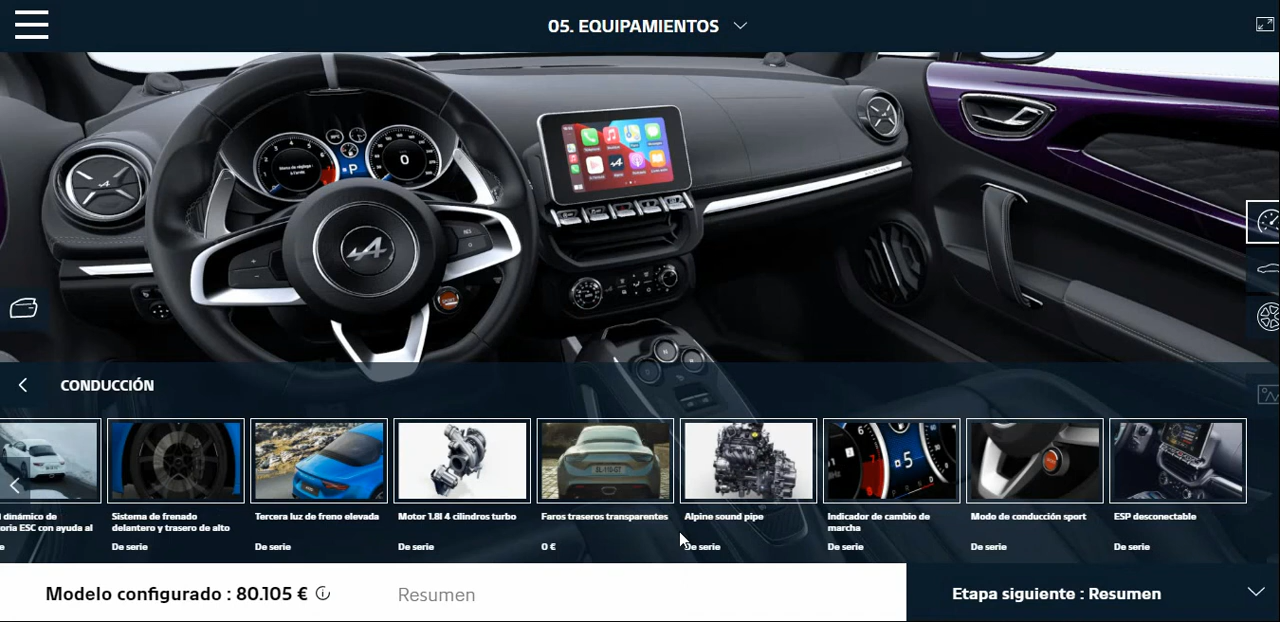 05. EQUIPAMIENTOS
0
P
CONDUCCIÓN
dinámico de
oria ESC con ayuda al
Sistema de frenado
delantero y trasero de alto
De serie
Tercera luz de freno elevada
De serie
Motor 1.8l 4 cilindros turbo
De serie
Faros traseros transparentes
0 €
Alpine sound pipe
De serie
Indicador de cambio de
marcha
De serie
Modo de conducción sport
De serie
ESP desconectable
De serie
Modelo configurado : 80.105 €
Resumen
Etapa siguiente : Resumen